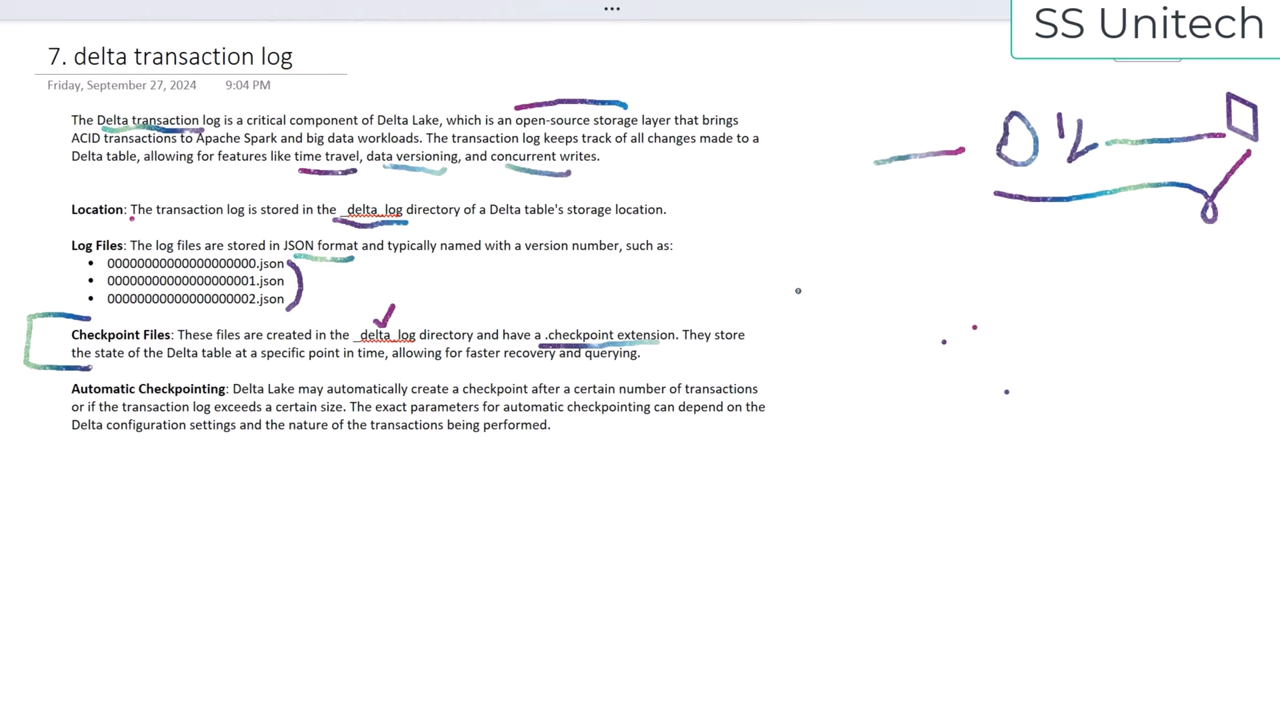 SS Unitech
7. delta transaction log
Friday, September 27, 2024 9:04 PM
The Delta transaction log is a critical component of Delta Lake, which is an open-source storage layer that brings
ACID transactions to Apache Spark and big data workloads. The transaction log keeps track of all changes made to a
Delta table, allowing for features like time travel, data versioning, and concurrent writes.
Location: The transaction log is stored in the _delta_log directory of a Delta table's storage location.
Log Files: The log files are stored in JSON format and typically named with a version number, such as:
• 00000000000000000000.json
• 00000000000000000001.json
• 00000000000000000002.json
Checkpoint Files: These files are created in the _delta_log directory and have a .checkpoint extension. They store
the state of the Delta table at a specific point in time, allowing for faster recovery and querying.
Automatic Checkpointing: Delta Lake may automatically create a checkpoint after a certain number of transactions
or if the transaction log exceeds a certain size. The exact parameters for automatic checkpointing can depend on the
Delta configuration settings and the nature of the transactions being performed.